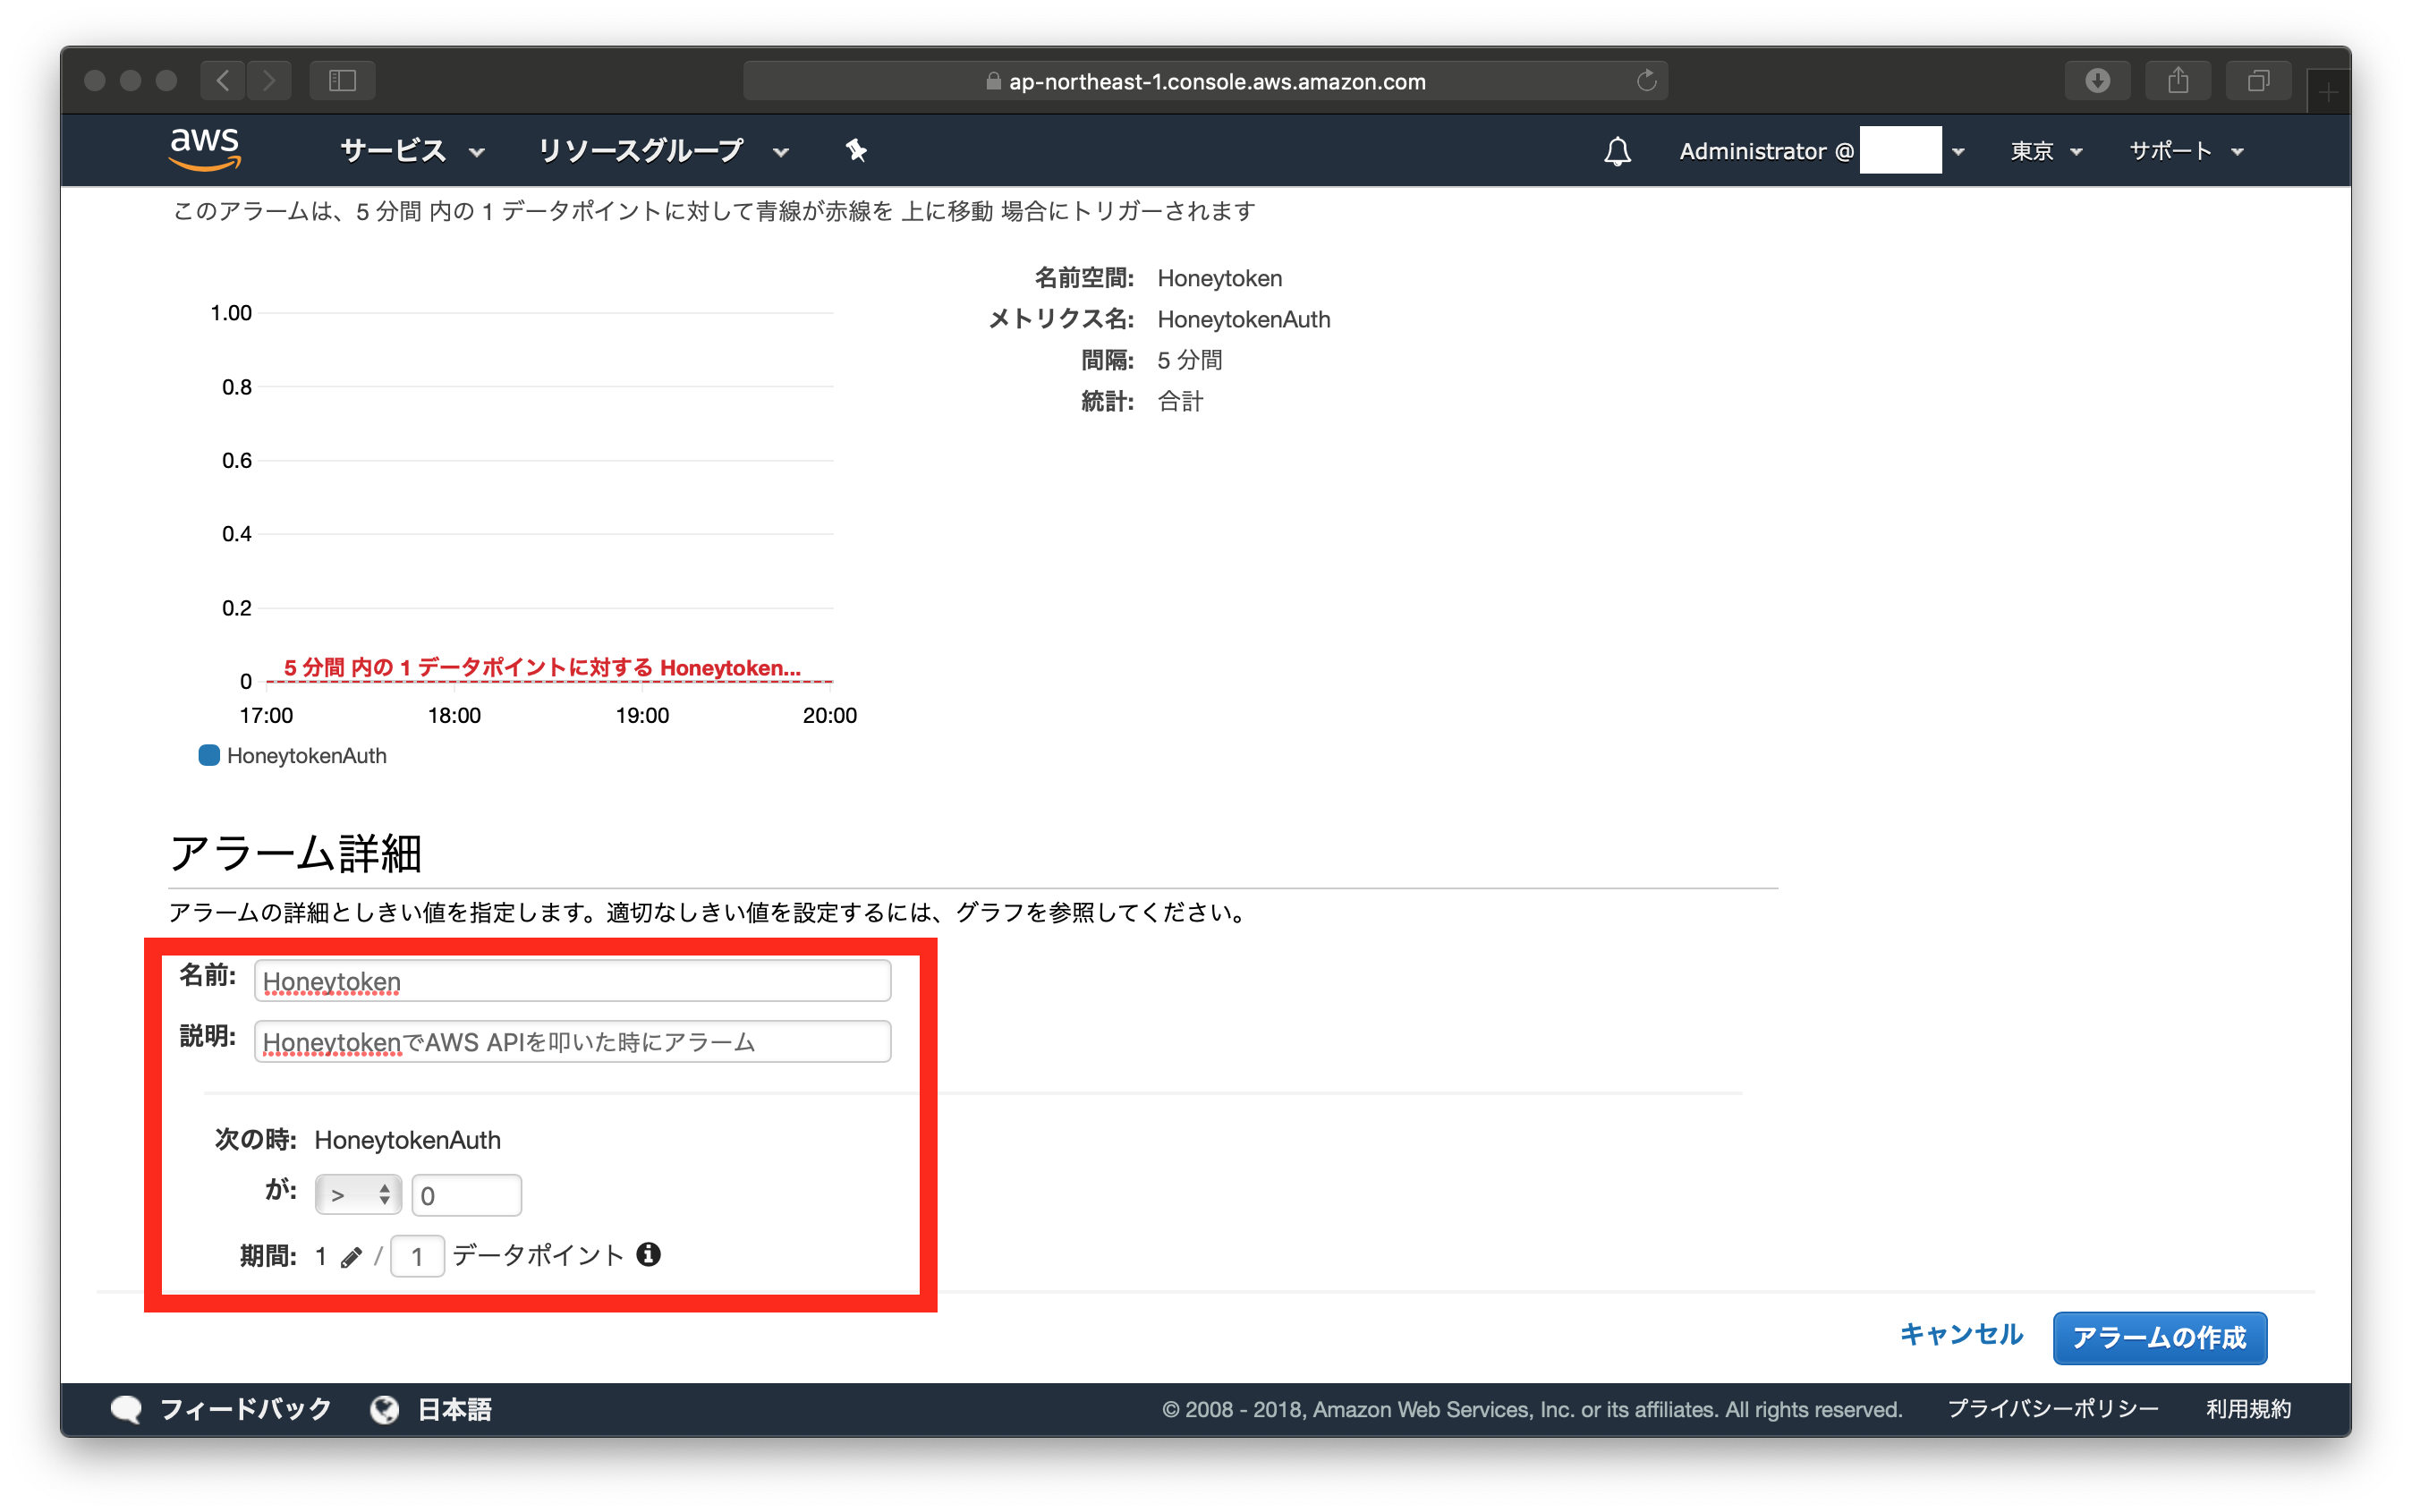 ap-northeast-1.console.aws.amazon.com
aws サービス リソースグループ Administrator @ 東京 サポート
このアラームは、5 分間 内の 1 データポイントに対して青線が赤線を 上に移動 場合にトリガーされます
名前空間: Honeytoken
メトリクス名: HoneytokenAuth
間隔: 5 分間
統計: 合計
1.00
0.8
0.6
0.4
0.2
0
5 分間 内の 1 データポイントに対する Honeytoken...
17:00 18:00 19:00 20:00
HoneytokenAuth
アラーム詳細
アラームの詳細としきい値を指定します。適切なしきい値を設定するには、グラフを参照してください。
名前: Honeytoken
説明: HoneytokenでAWS APIを叩いた時にアラーム
次の時: HoneytokenAuth
が: > 0
期間: 1 / 1 データポイント
キャンセル アラームの作成
フィードバック 日本語 © 2008 - 2018, Amazon Web Services, Inc. or its affiliates. All rights reserved. プライバシーポリシー 利用規約